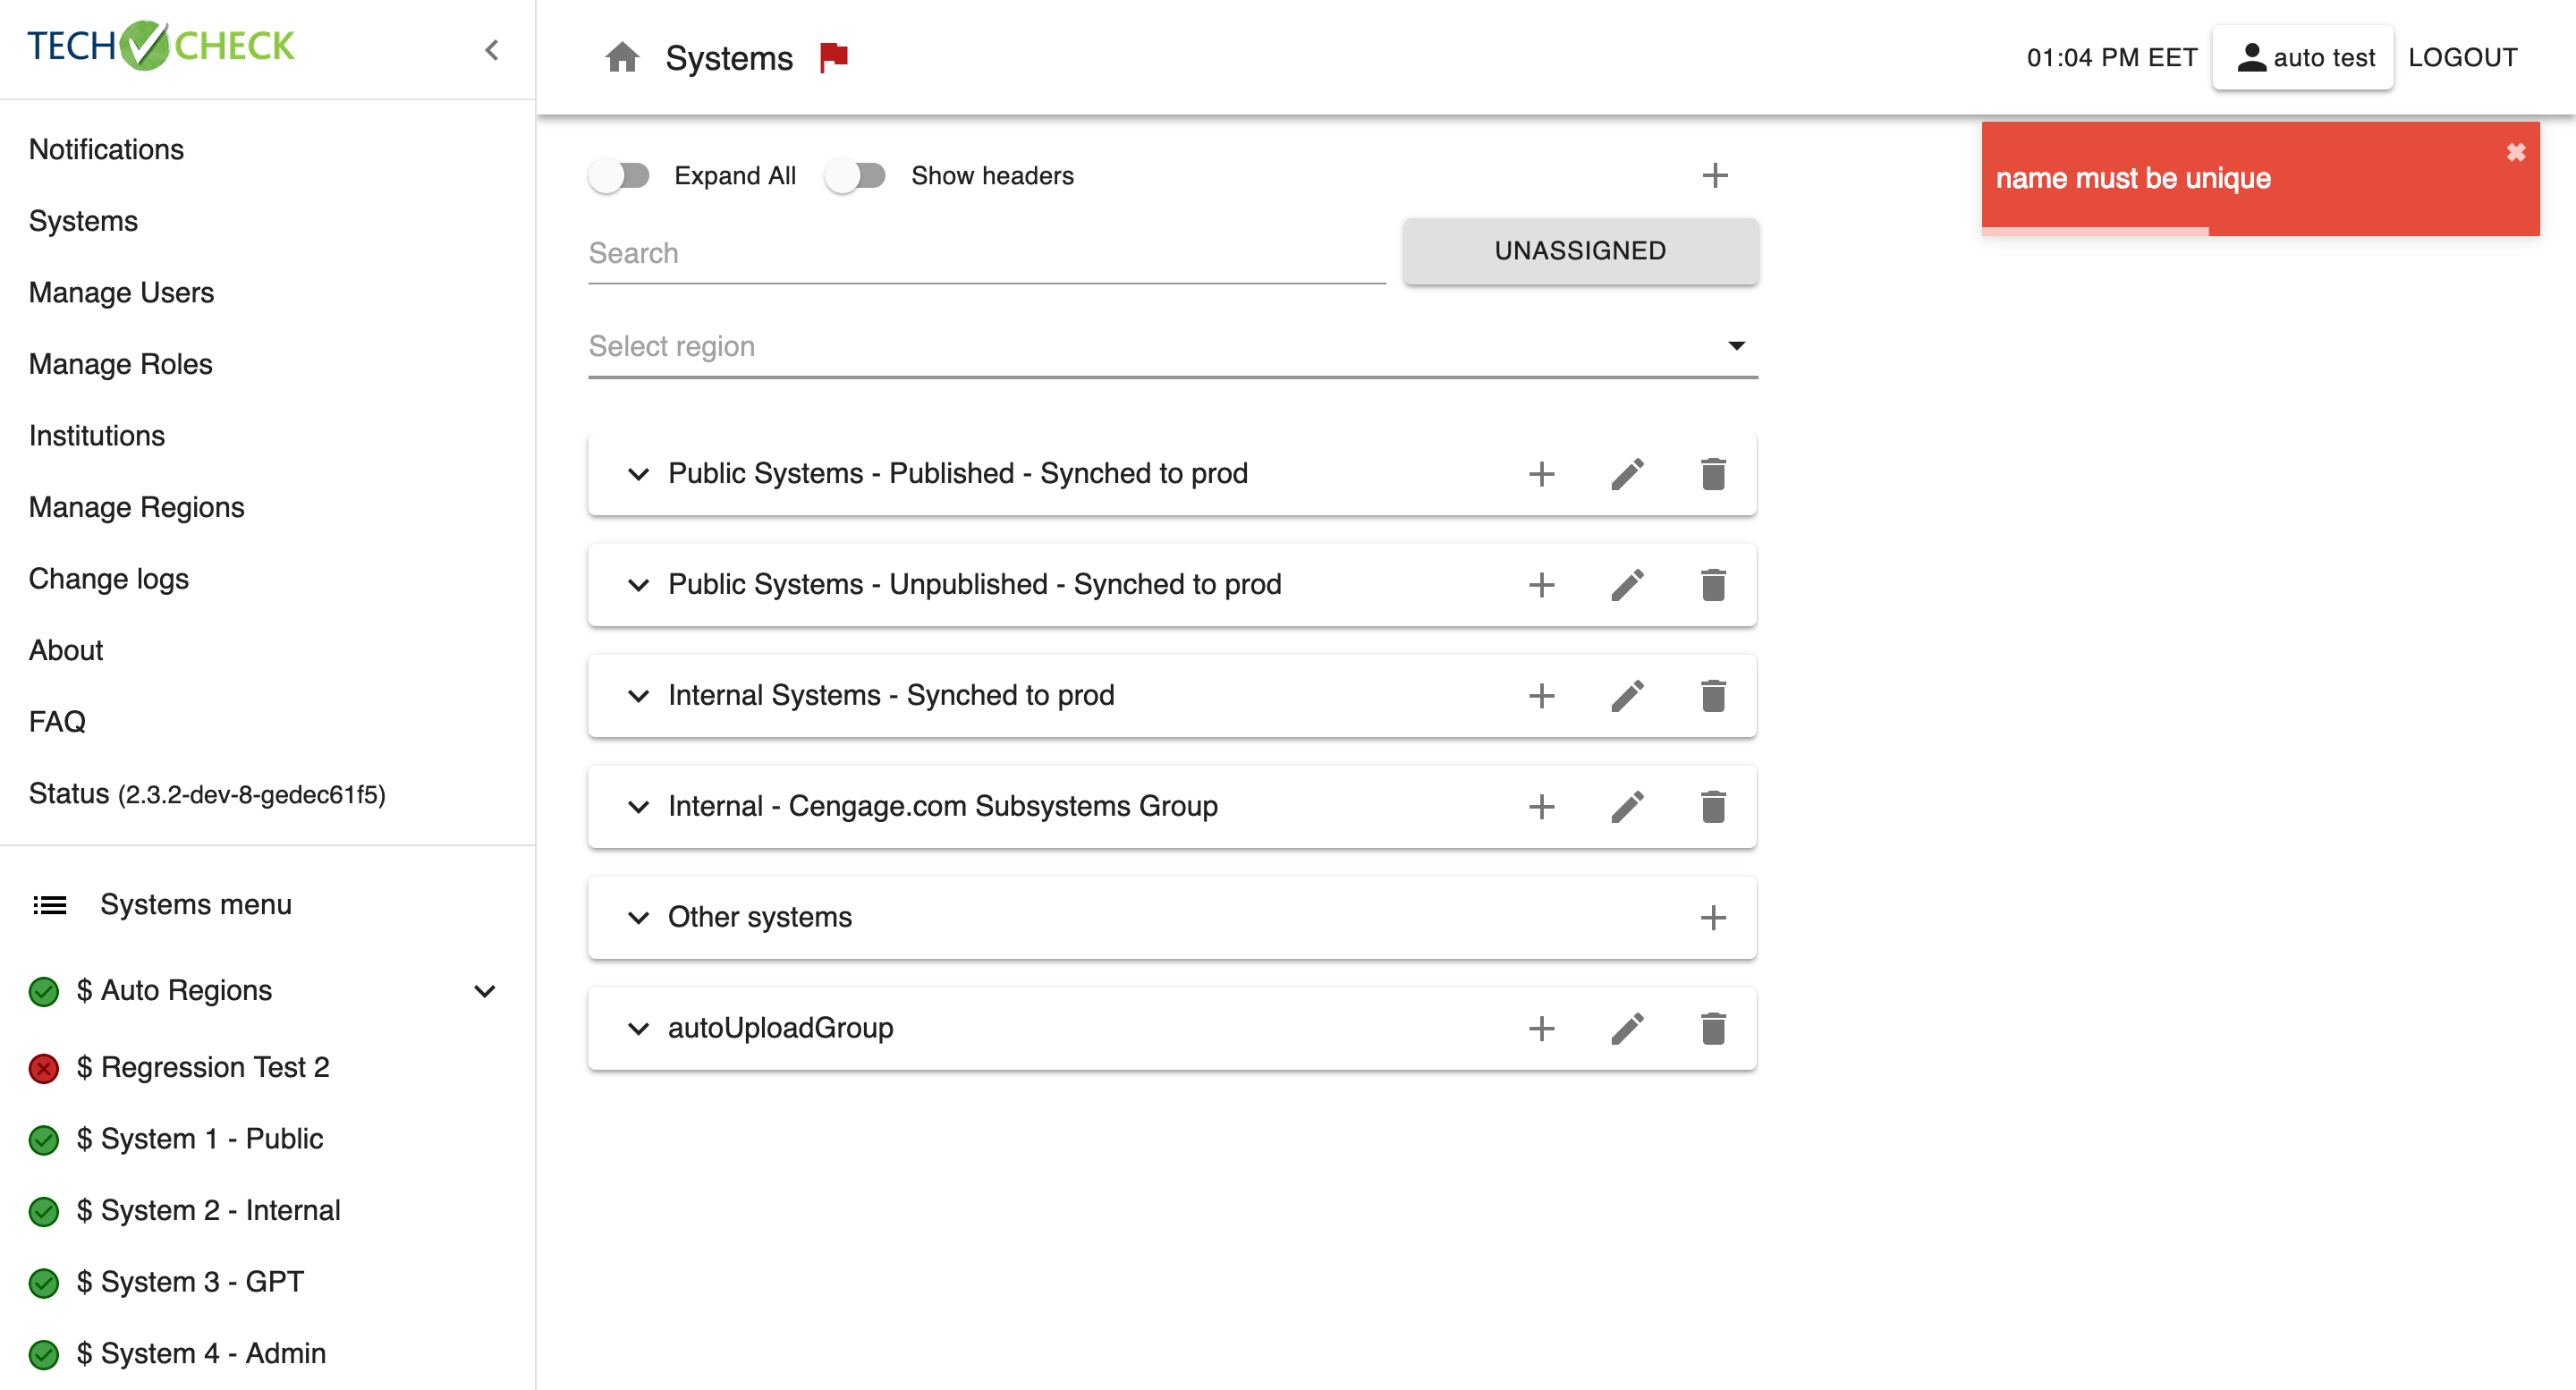 TECH CHECK
Notifications
Systems
Manage Users
Manage Roles
Institutions
Manage Regions
Change logs
About
FAQ
Status (2.3.2-dev-8-gedec61f5)
Systems menu
$ Auto Regions
$ Regression Test 2
$ System 1 - Public
$ System 2 - Internal
$ System 3 - GPT
$ System 4 - Admin
Systems
01:04 PM EET auto test LOGOUT
name must be unique
Expand All Show headers
Search UNASSIGNED
Select region
Public Systems - Published - Synched to prod
Public Systems - Unpublished - Synched to prod
Internal Systems - Synched to prod
Internal - Cengage.com Subsystems Group
Other systems
autoUploadGroup